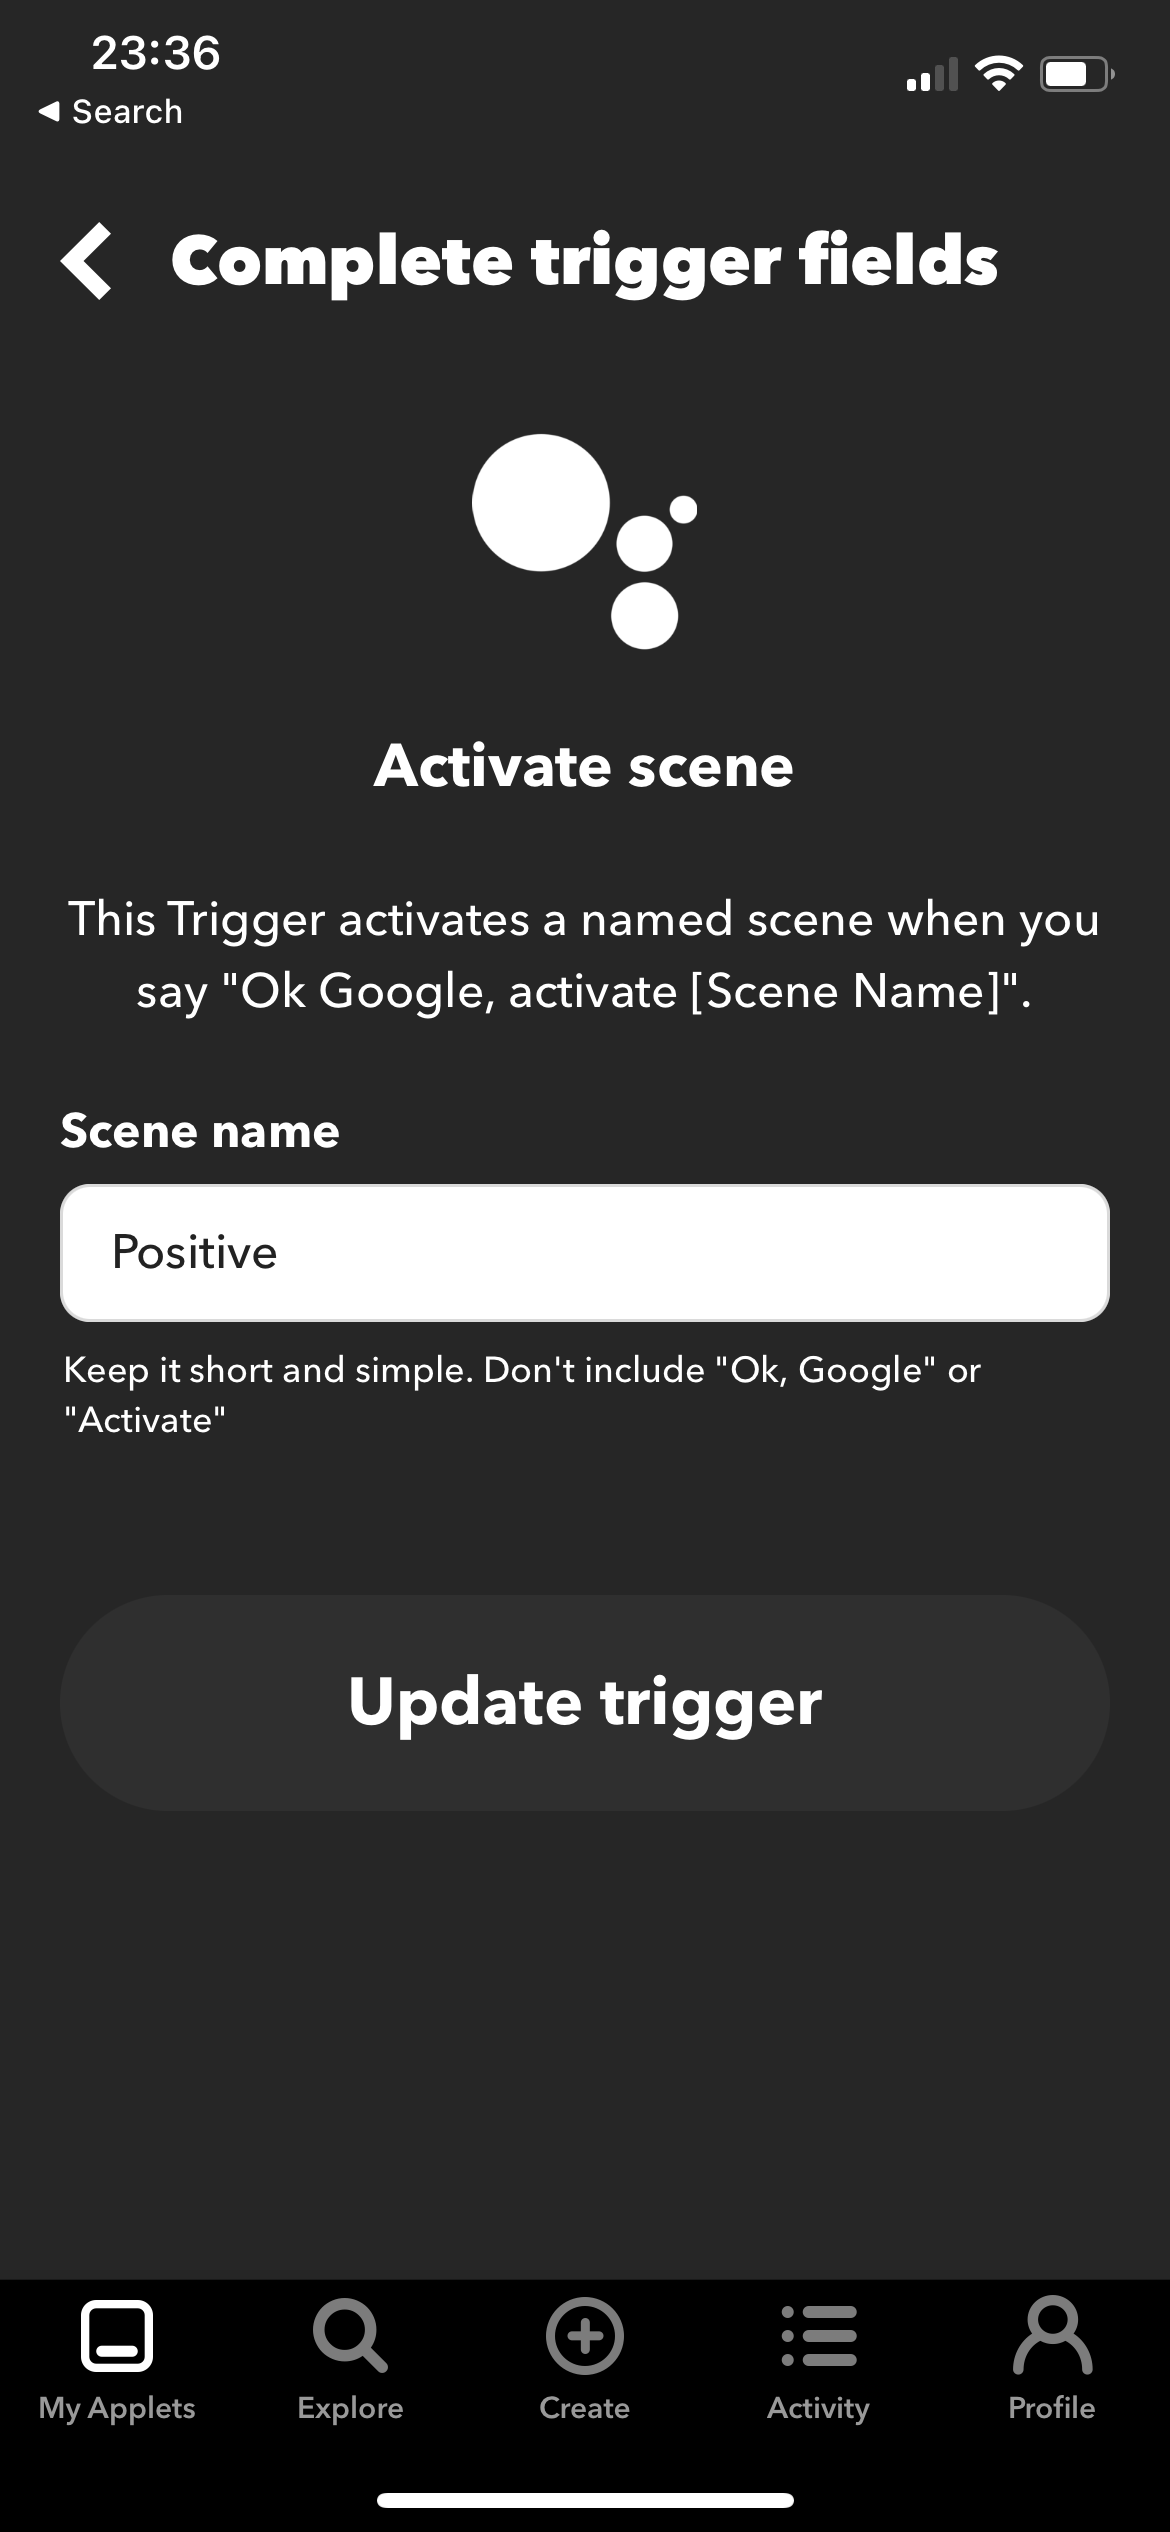 23:36
Search
Complete trigger fields
Activate scene
This Trigger activates a named scene when you
say "Ok Google, activate [Scene Name]".
Scene name
Positive
Keep it short and simple. Don't include "Ok, Google" or
"Activate"
Update trigger
My Applets
Explore
Create
Activity
Profile